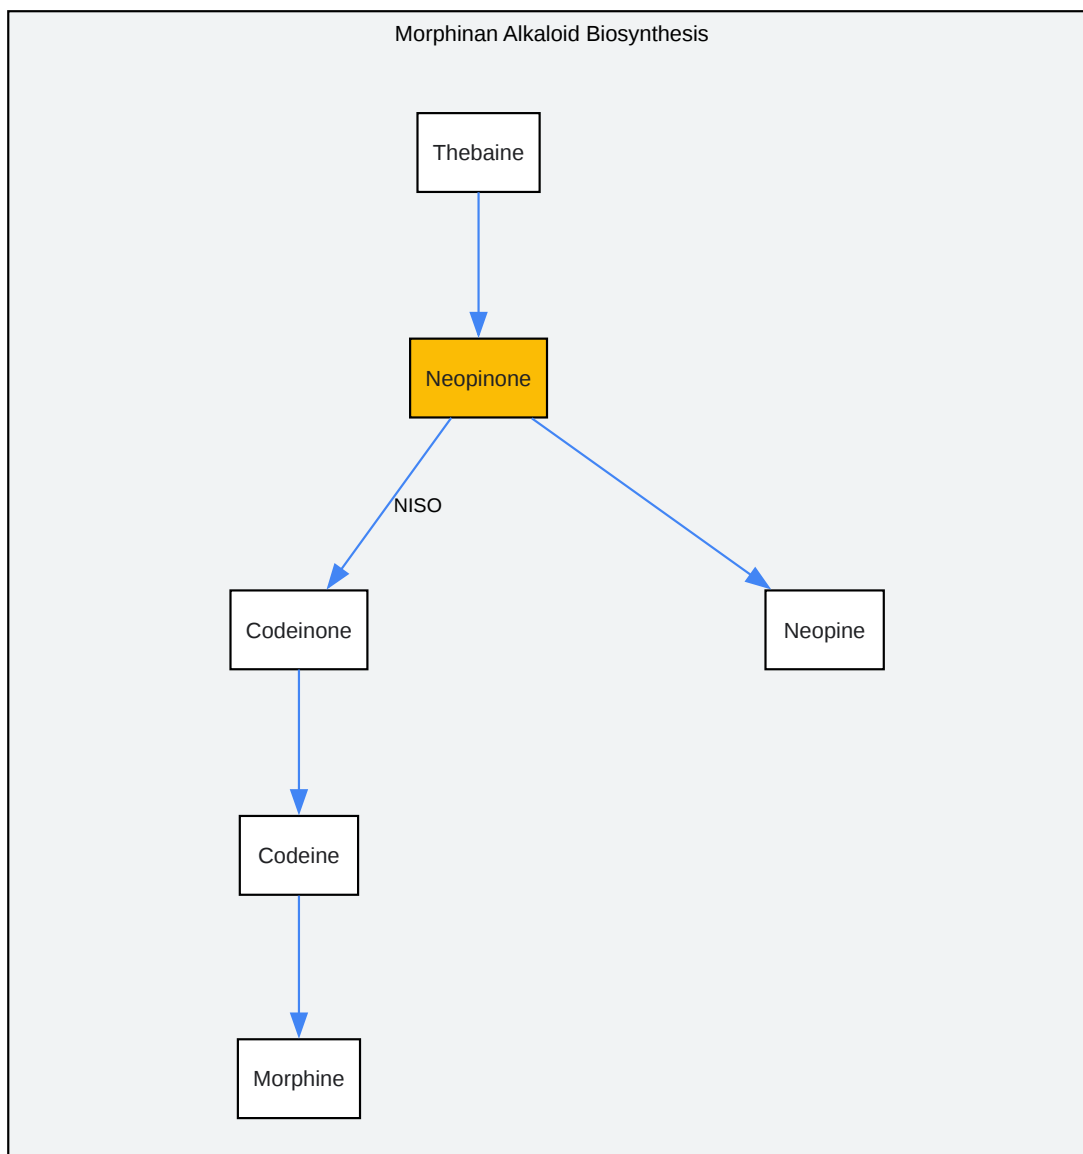 Morphinan Alkaloid Biosynthesis
Thebaine
Neopinone
NISO
Codeinone
Neopine
Codeine
Morphine